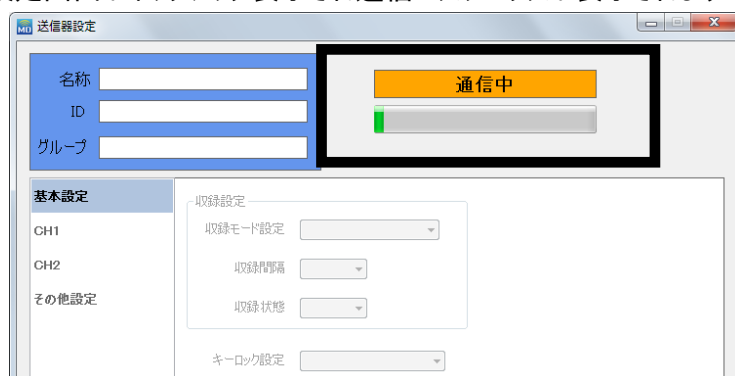 MD 送信器設定
名称
ID
グループ
通信中
基本設定
CH1
CH2
その他設定
収録設定
収録モード設定
収録間隔
収録状態
キーロック設定